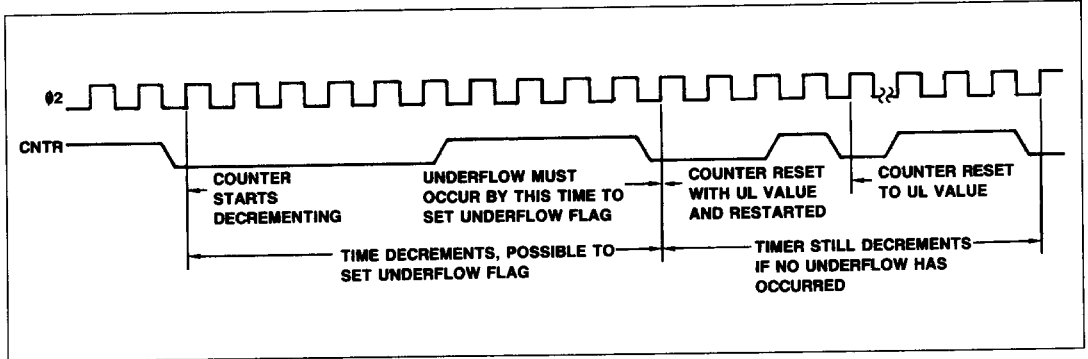 ϕ2
CNTR
COUNTER
STARTS
DECREMENTING
UNDERFLOW MUST
OCCUR BY THIS TIME TO
SET UNDERFLOW FLAG
COUNTER RESET
WITH UL VALUE
AND RESTARTED
COUNTER RESET
TO UL VALUE
TIME DECREMENTS, POSSIBLE TO
SET UNDERFLOW FLAG
TIMER STILL DECREMENTS
IF NO UNDERFLOW HAS
OCCURRED